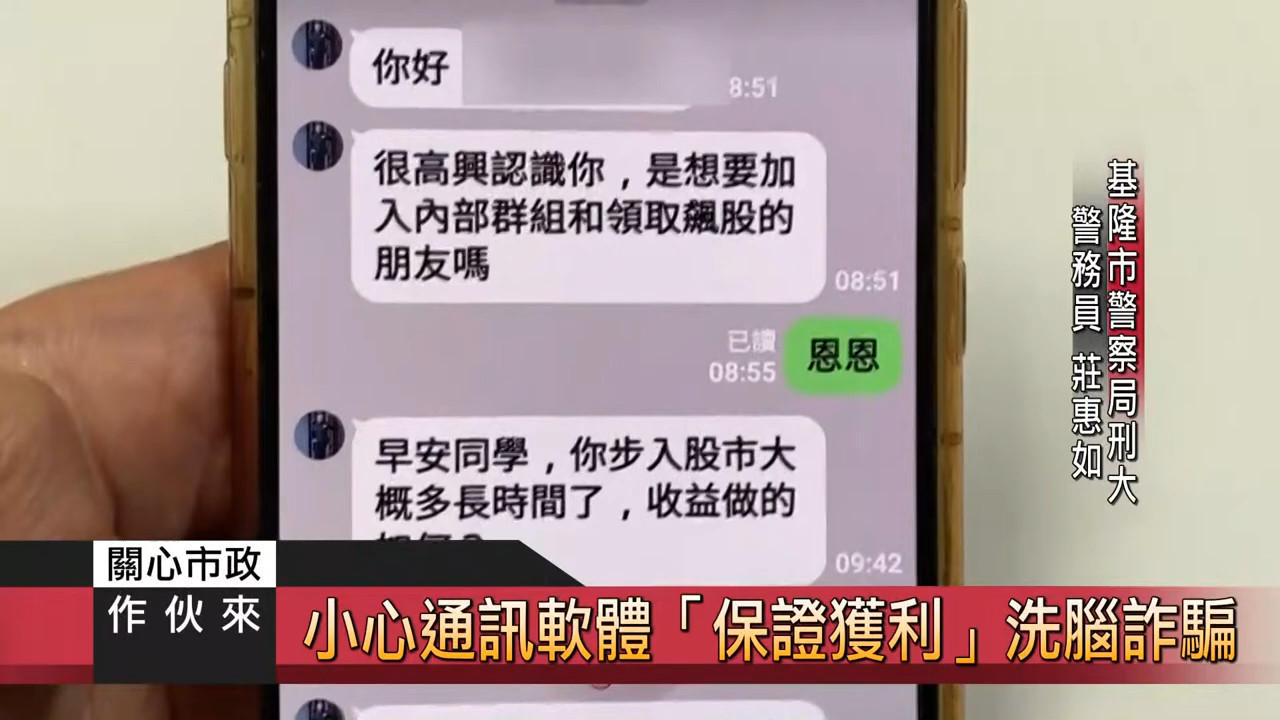 你好
8:51
很高興認識你，是想要加
入內部群組和領取飆股的
朋友嗎
08:51
已讀
08:55
恩恩
早安同學，你步入股市大
概多長時間了，收益做的
09:42
基隆市警察局刑大
警務員 莊惠如
關心市政
作伙來
小心通訊軟體「保證獲利」洗腦詐騙